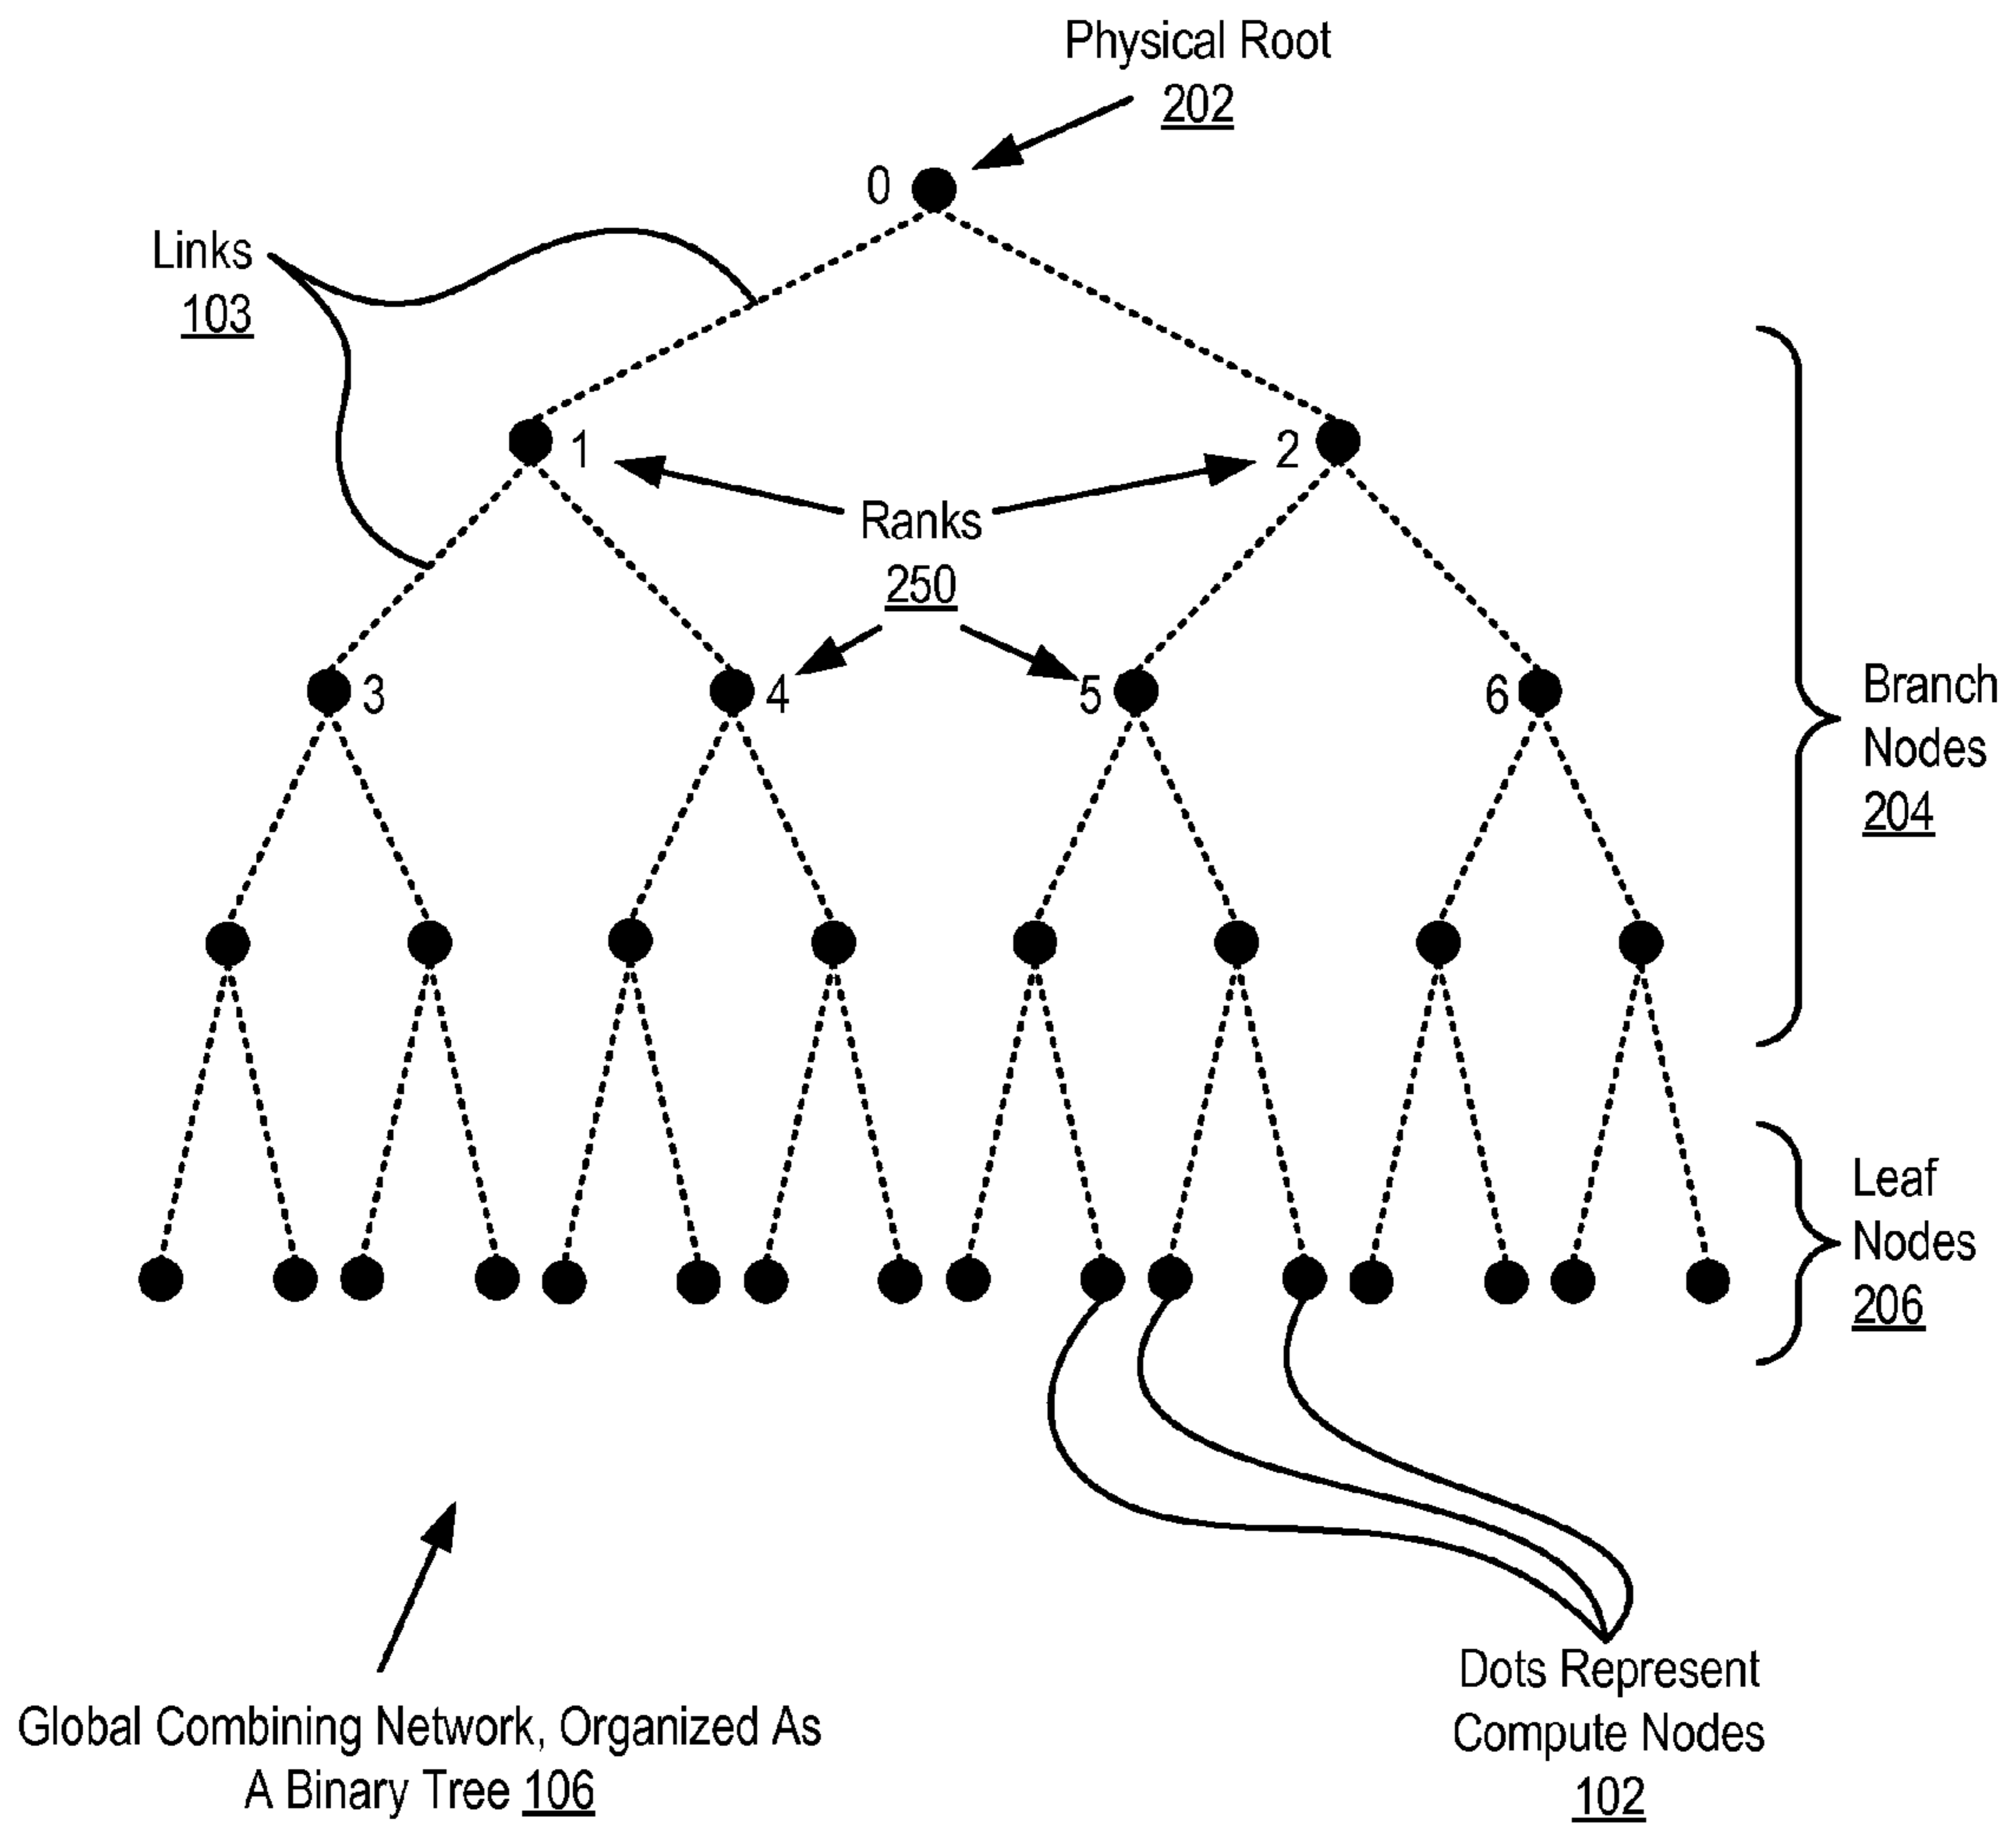 Physical Root
202
0
Links
103
1
2
Ranks
250
3
4
5
6
Branch
Nodes
204
Leaf
Nodes
206
Global Combining Network, Organized As
A Binary Tree 106
Dots Represent
Compute Nodes
102